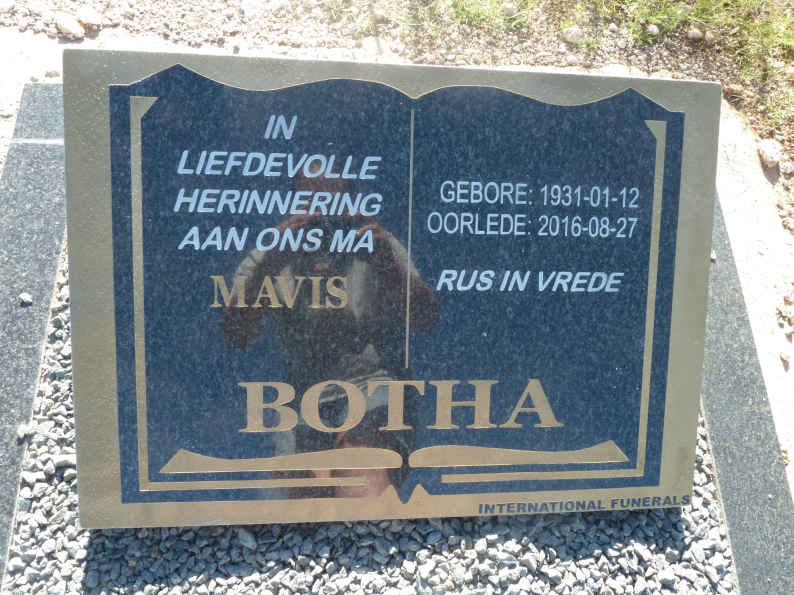 IN
LIEFDEVOLLE
HERINNERING
AAN ONS MA
MAVIS
GEBORE: 1931-01-12
OORLEDE: 2016-08-27
RUS IN VREDE
BOTHA
INTERNATIONAL FUNERALS